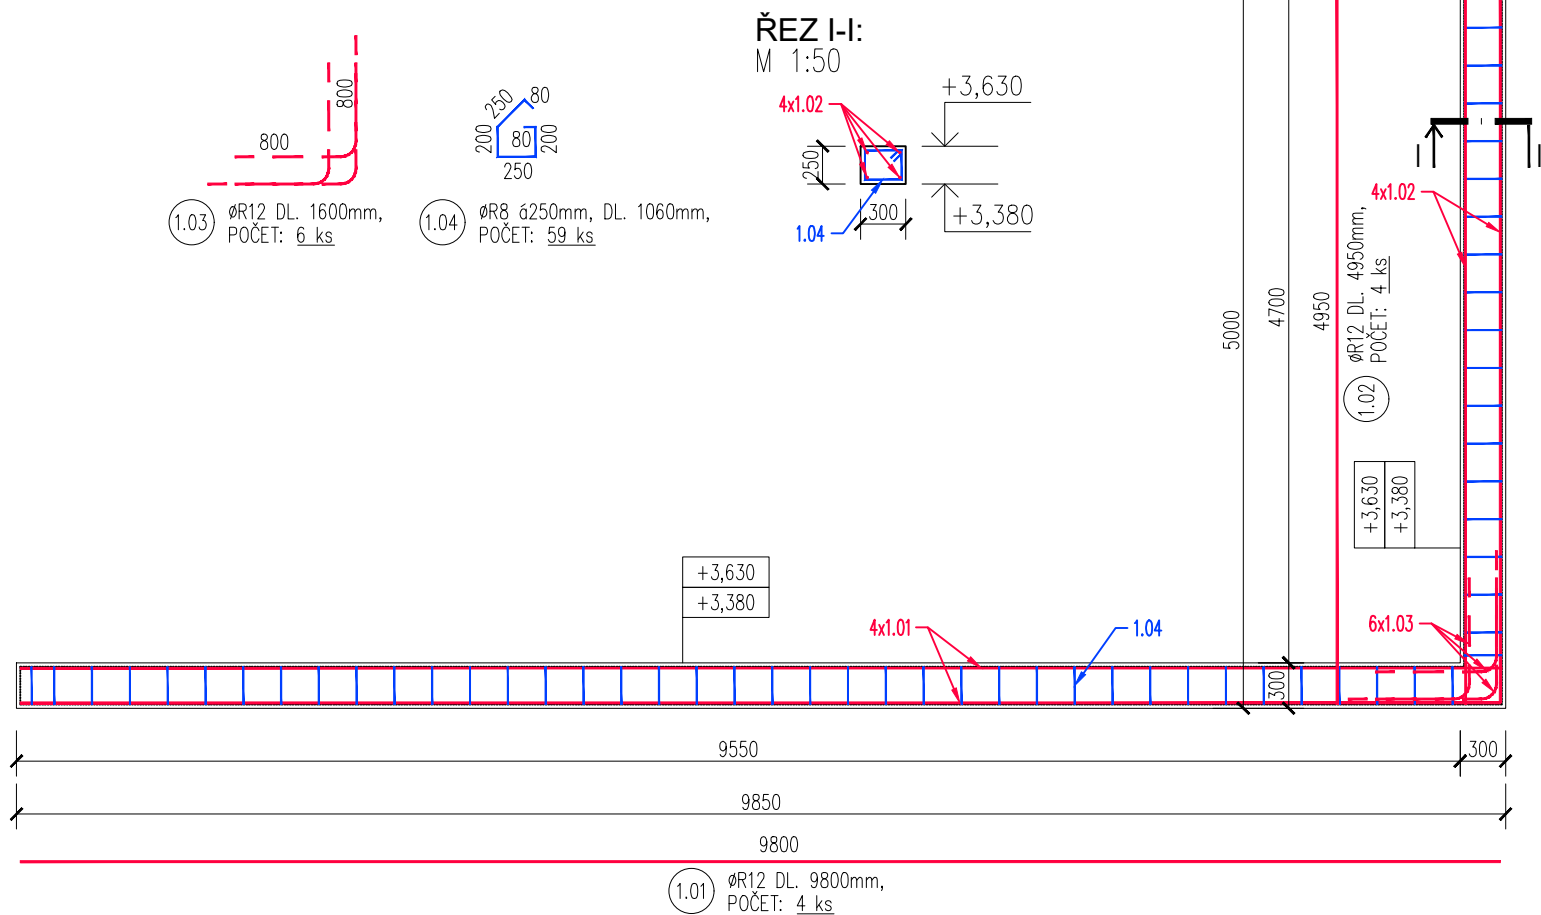 ŘEZ I-I:
M 1:50
800
800
1.03
øR12 DL. 1600mm,
POČET: 6 ks
250
80
200
80
200
250
1.04
øR8 á250mm, DL. 1060mm,
POČET: 59 ks
4x1.02
+3,630
250
300
+3,380
1.04
I
I
4x1.02
5000
4700
4950
1.02
øR12 DL. 4950mm,
POČET: 4 ks
+3,630
+3,380
+3,630
+3,380
4x1.01
1.04
6x1.03
300
9550
300
9850
9800
1.01
øR12 DL. 9800mm,
POČET: 4 ks